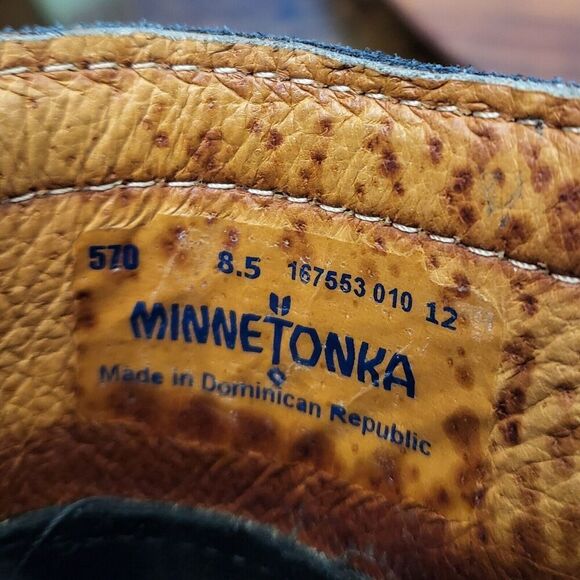 570 8.5 167553 010 12
MINNETONKA
Made in Dominican Republic